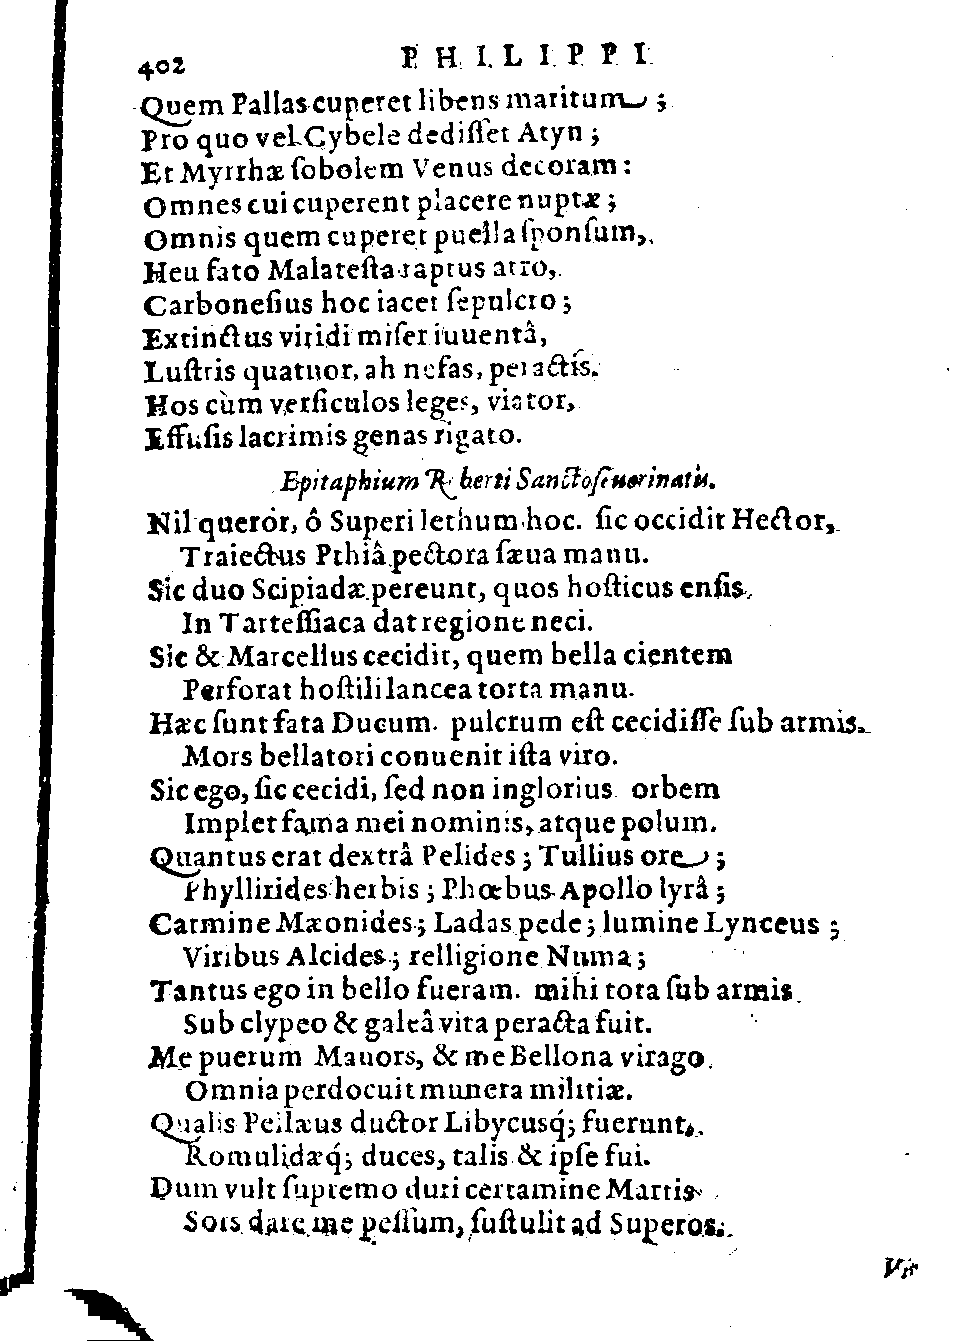 402 PHILIPPI
Quem Pallas cuperet libens maritum;
Pro quo vel Cybele dediſſet Atyn;
Et Myrrhæ ſobolem Venus decoram:
Omnes cui cuperent placere nuptæ;
Omnis quem cuperet puella ſponſum,
Heu fato Malateſta raptus atro,
Carboneſius hoc iacet ſepulcro;
Extinctus viridi miſer iuuentâ,
Luſtris quatuor, ah nefas, peractis.
Hos cùm verſiculos leges, viator,
Effuſis lacrimis genas rigato.
Epitaphium R berti Sanctoſeuerinatis.
Nil queror, ô Superi lethum hoc. ſic occidit Hector,
Traiectus Pthiâ pectora ſæua manu.
Sic duo Scipiadæ pereunt, quos hoſticus enſis
In Tarteſſiaca dat regione neci.
Sic & Marcellus cecidit, quem bella cientem
Perforat hoſtili lancea torta manu.
Hæc ſunt fata Ducum. pulcrum eſt cecidiſſe ſub armis.
Mors bellatori conuenit iſta viro.
Sic ego, ſic cecidi, ſed non inglorius orbem
Implet fama mei nominis, atque polum.
Quantus erat dextrâ Pelides; Tullius ore;
Phyllirides herbis; Phœbus Apollo lyrâ;
Carmine Mæonides; Ladas pede; lumine Lynceus;
Viribus Alcides; relligione Numa;
Tantus ego in bello fueram. mihi tota ſub armis
Sub clypeo & galeâ vita peracta fuit.
Me puerum Mauors, & me Bellona virago
Omnia perdocuit munera militiæ.
Qualis Pellæus ductor Libycusq́; fuerunt,
Romulidæq́; duces, talis & ipſe fui.
Dum vult ſupremo duri certamine Martis
Sors dare me peſſum, ſuſtulit ad Superos.
Vir